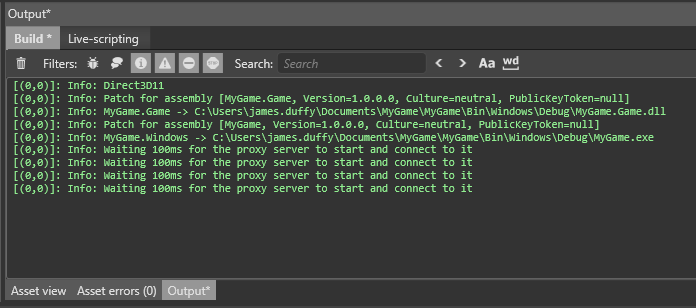 Output*
Build * Live-scripting
Filters: Search: Search < > Aa wd
[(0,0)]: Info: Direct3D11
[(0,0)]: Info: Patch for assembly [MyGame.Game, Version=1.0.0.0, Culture=neutral, PublicKeyToken=null]
[(0,0)]: Info: MyGame.Game -> C:\Users\james.duffy\Documents\MyGame\MyGame\Bin\Windows\Debug\MyGame.Game.dll
[(0,0)]: Info: Patch for assembly [MyGame, Version=1.0.0.0, Culture=neutral, PublicKeyToken=null]
[(0,0)]: Info: MyGame.Windows -> C:\Users\james.duffy\Documents\MyGame\MyGame\Bin\Windows\Debug\MyGame.exe
[(0,0)]: Info: Waiting 100ms for the proxy server to start and connect to it
[(0,0)]: Info: Waiting 100ms for the proxy server to start and connect to it
[(0,0)]: Info: Waiting 100ms for the proxy server to start and connect to it
[(0,0)]: Info: Waiting 100ms for the proxy server to start and connect to it
Asset view Asset errors (0) Output*